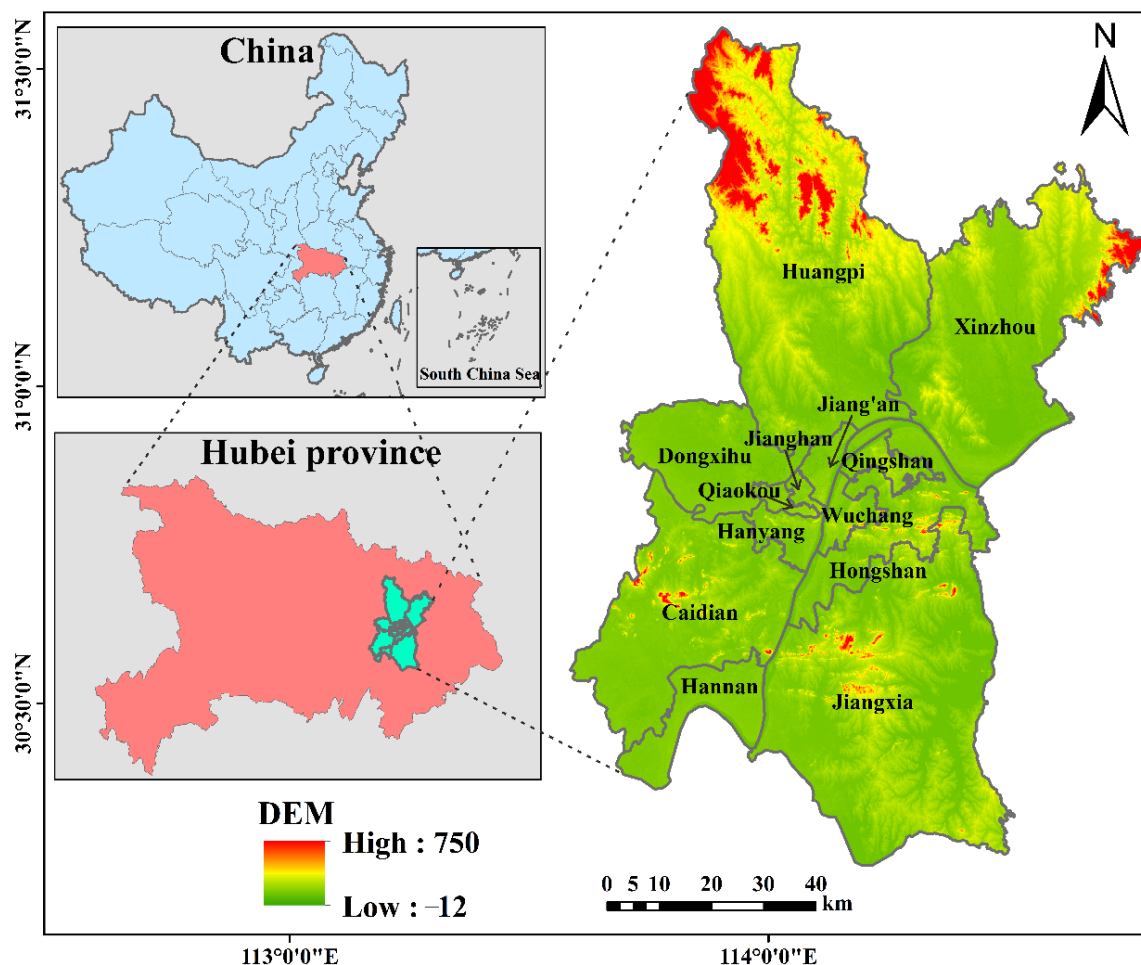 China
South China Sea
Hubei province
N
Huangpi
Xinzhou
Jiang'an
Jianghan
Dongxihu
Qingshan
Qiaokou
Wuchang
Hanyang
Hongshan
Caidian
Hannan
Jiangxia
DEM
High : 750
Low : −12
0 5 10 20 30 40
km
31°30'0"N
31°0'0"N
30°30'0"N
113°0'0"E
114°0'0"E